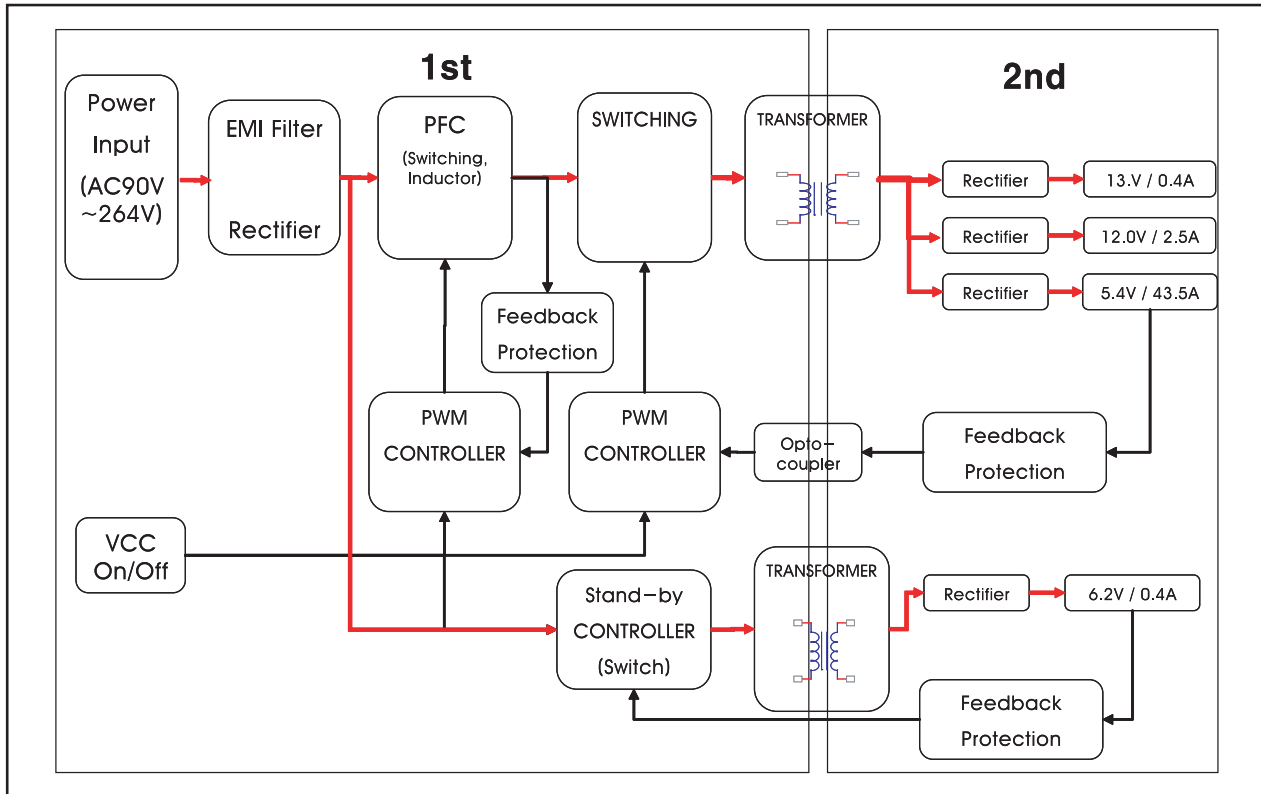 1st
2nd
Power
Input
(AC90V
~264V)
EMI Filter
Rectifier
PFC
(Switching,
Inductor)
SWITCHING
TRANSFORMER
Rectifier
13.V / 0.4A
Rectifier
12.0V / 2.5A
Rectifier
5.4V / 43.5A
Feedback
Protection
PWM
CONTROLLER
PWM
CONTROLLER
Opto-
coupler
Feedback
Protection
VCC
On/Off
Stand-by
CONTROLLER
(Switch)
TRANSFORMER
Rectifier
6.2V / 0.4A
Feedback
Protection